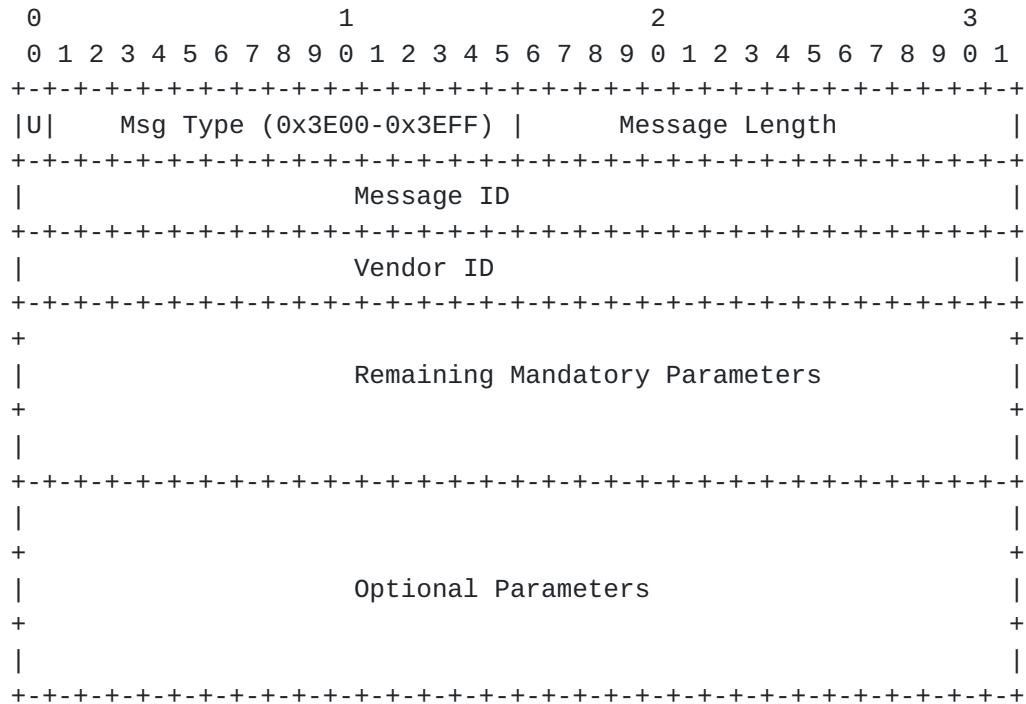 0                   1                   2                   3
 0 1 2 3 4 5 6 7 8 9 0 1 2 3 4 5 6 7 8 9 0 1 2 3 4 5 6 7 8 9 0 1
+-+-+-+-+-+-+-+-+-+-+-+-+-+-+-+-+-+-+-+-+-+-+-+-+-+-+-+-+-+-+-+-+
|U|    Msg Type (0x3E00-0x3EFF) |      Message Length           |
+-+-+-+-+-+-+-+-+-+-+-+-+-+-+-+-+-+-+-+-+-+-+-+-+-+-+-+-+-+-+-+-+
|                     Message ID                                |
+-+-+-+-+-+-+-+-+-+-+-+-+-+-+-+-+-+-+-+-+-+-+-+-+-+-+-+-+-+-+-+-+
|                     Vendor ID                                 |
+-+-+-+-+-+-+-+-+-+-+-+-+-+-+-+-+-+-+-+-+-+-+-+-+-+-+-+-+-+-+-+-+
+                                                               +
|                     Remaining Mandatory Parameters            |
+                                                               +
|                                                               |
+-+-+-+-+-+-+-+-+-+-+-+-+-+-+-+-+-+-+-+-+-+-+-+-+-+-+-+-+-+-+-+-+
|                                                               |
+                                                               +
|                     Optional Parameters                       |
+                                                               +
|                                                               |
+-+-+-+-+-+-+-+-+-+-+-+-+-+-+-+-+-+-+-+-+-+-+-+-+-+-+-+-+-+-+-+-+